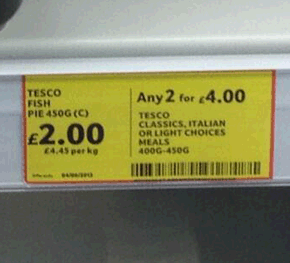 TESCO
FISH
PIE 450G (C)
£2.00
£4.45 per kg
Any 2 for £4.00
TESCO
CLASSICS, ITALIAN
OR LIGHT CHOICES
MEALS
400G-450G